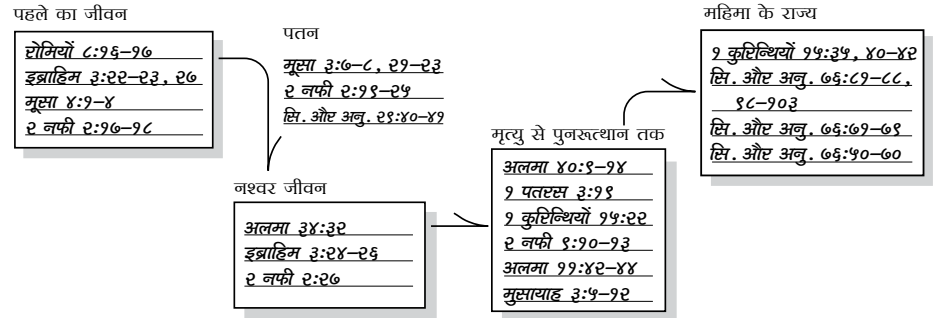 पहले का जीवन
रोमियों ८:१६–१७
इब्राहिम ३:२२–२३, २७
मूसा ४:१–४
२ नफी २:१७–१८
पतन
मूसा ३:७–८, २१–२३
२ नफी २:१९–२५
सि. और अनु. २९:४०–४१
नश्वर जीवन
अलमा ३४:३२
इब्राहिम ३:२४–२६
२ नफी २:२७
मृत्यु से पुनरूत्थान तक
अलमा ४०:९–१४
१ पतरस ३:१९
१ कुरिन्थियों १५:२२
२ नफी ९:१०–१३
अलमा ११:४२–४४
मुसायाह ३:५–१२
महिमा के राज्य
१ कुरिन्थियों १५:३५, ४०–४२
सि. और अनु. ७६:८१–८८,
९८–१०३
सि. और अनु. ७६:७१–७९
सि. और अनु. ७६:५०–७०